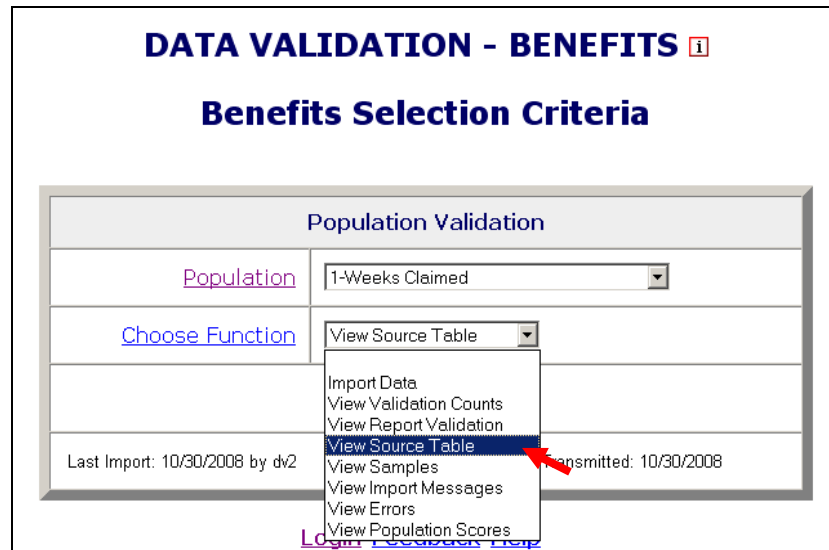 DATA VALIDATION - BENEFITS i
Benefits Selection Criteria
Population Validation
Population 1-Weeks Claimed
Choose Function View Source Table
Import Data
View Validation Counts
View Report Validation
View Source Table
Last Import: 10/30/2008 by dv2 Transmitted: 10/30/2008
View Samples
View Import Messages
View Errors
View Population Scores
Login Feedback Help